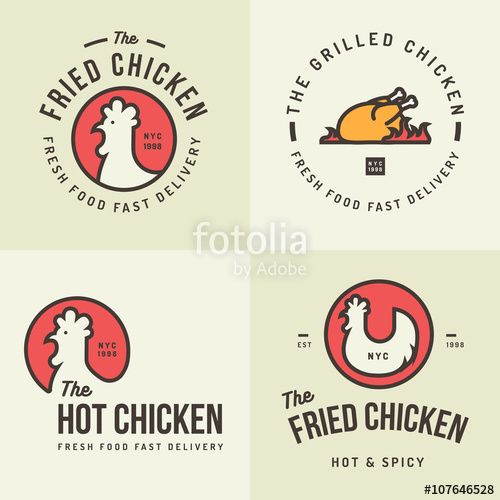 The
FRIED CHICKEN
NYC
1998
FRESH FOOD FAST DELIVERY
THE GRILLED CHICKEN
NYC
1998
FRESH FOOD FAST DELIVERY
fotolia
by Adobe
NYC
1998
The
HOT CHICKEN
FRESH FOOD FAST DELIVERY
EST
1998
NYC
The
FRIED CHICKEN
HOT & SPICY
#107646528